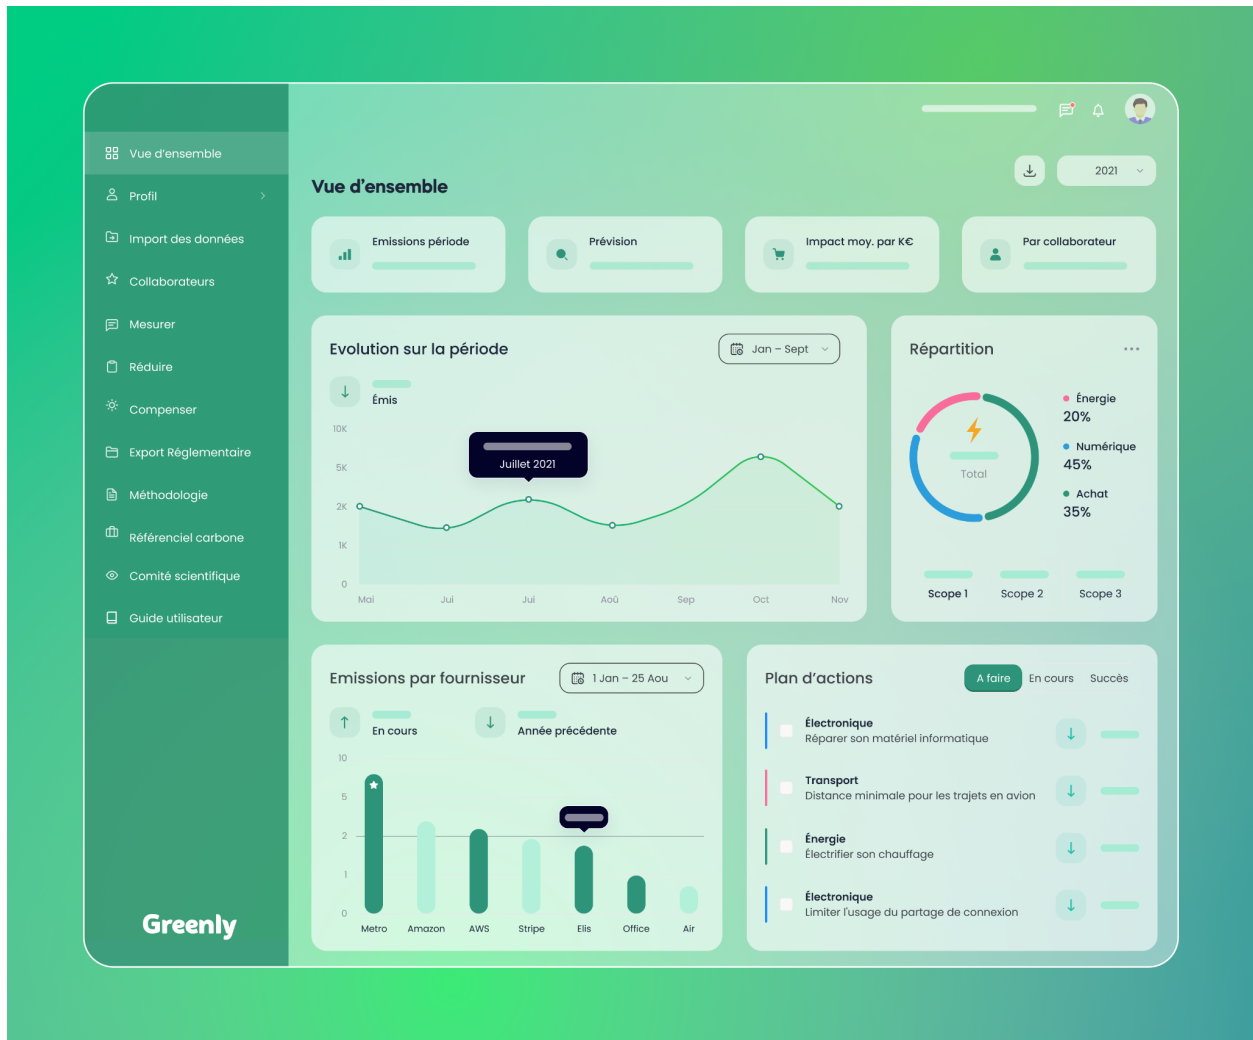 Vue d'ensemble
Profil
Import des données
Collaborateurs
Mesurer
Réduire
Compenser
Export Réglementaire
Méthodologie
Référenciel carbone
Comité scientifique
Guide utilisateur
Greenly
Vue d'ensemble
2021
Emissions période
Prévision
Impact moy. par K€
Par collaborateur
Evolution sur la période
Jan – Sept
Émis
10K
5K
2K
1K
0
Juillet 2021
Mai Jui Jui Aoû Sep Oct Nov
Répartition
Total
Énergie
20%
Numérique
45%
Achat
35%
Scope 1 Scope 2 Scope 3
Emissions par fournisseur
1 Jan – 25 Aou
En cours
Année précédente
10
5
2
1
0
Metro Amazon AWS Stripe Elis Office Air
Plan d'actions
A faire En cours Succès
Électronique
Réparer son matériel informatique
Transport
Distance minimale pour les trajets en avion
Énergie
Électrifier son chauffage
Électronique
Limiter l'usage du partage de connexion